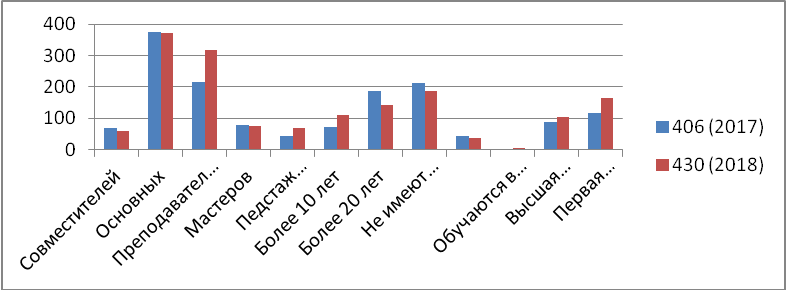 400
300
200
100
0
Совместителей
Основных
Преподавател...
Мастеров
Педстаж...
Более 10 лет
Более 20 лет
Не имеют...
Обучаются в...
Высшая...
Первая...
406 (2017)
430 (2018)